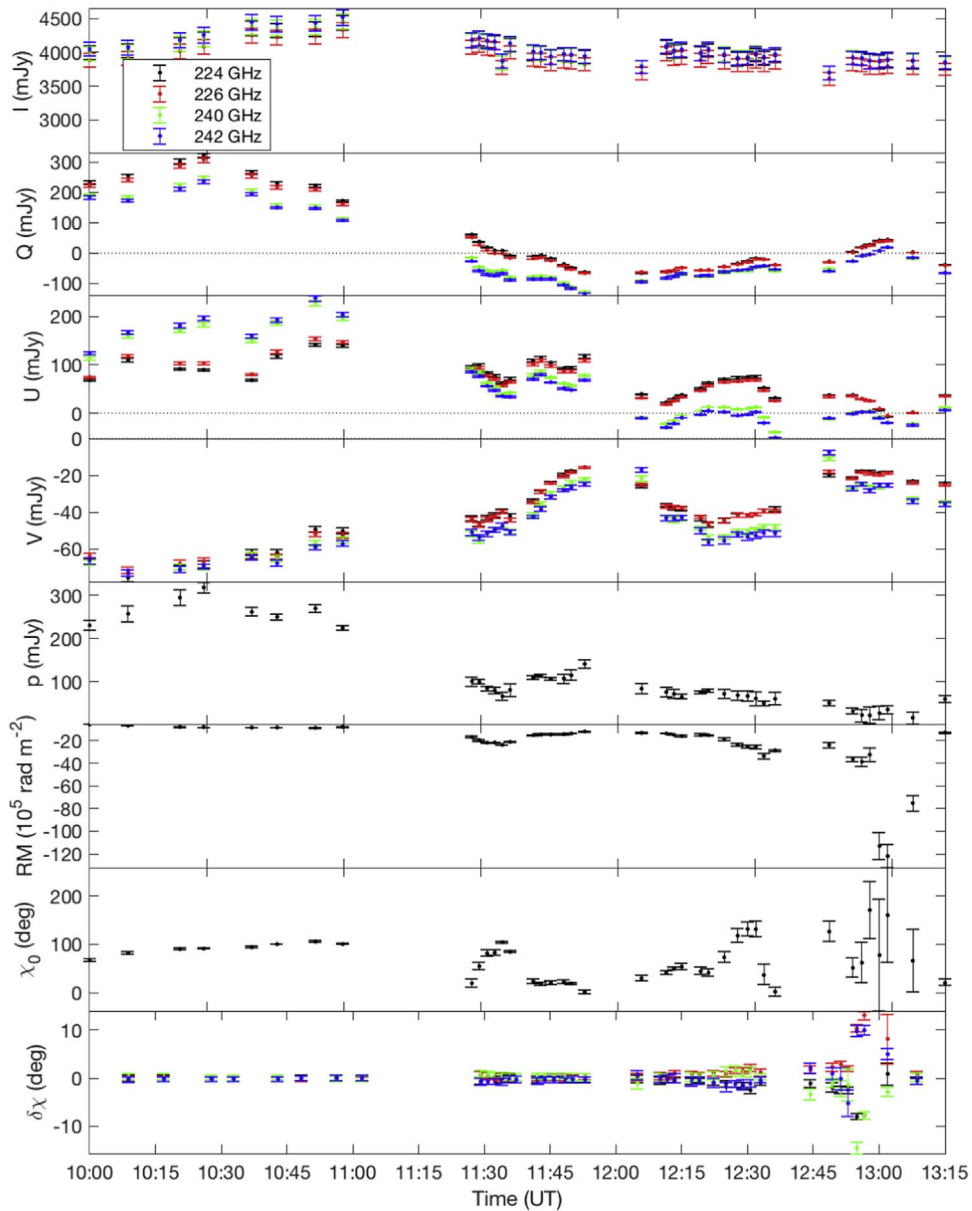 4500
4000
3500
3000
I (mJy)
224 GHz
226 GHz
240 GHz
242 GHz
300
200
100
0
-100
Q (mJy)
200
100
0
U (mJy)
0
-20
-40
-60
V (mJy)
300
200
100
p (mJy)
-20
-40
-60
-80
-100
-120
RM (10⁵ rad m⁻²)
200
100
0
χ₀ (deg)
10
0
-10
δχ (deg)
10:00 10:15 10:30 10:45 11:00 11:15 11:30 11:45 12:00 12:15 12:30 12:45 13:00 13:15
Time (UT)